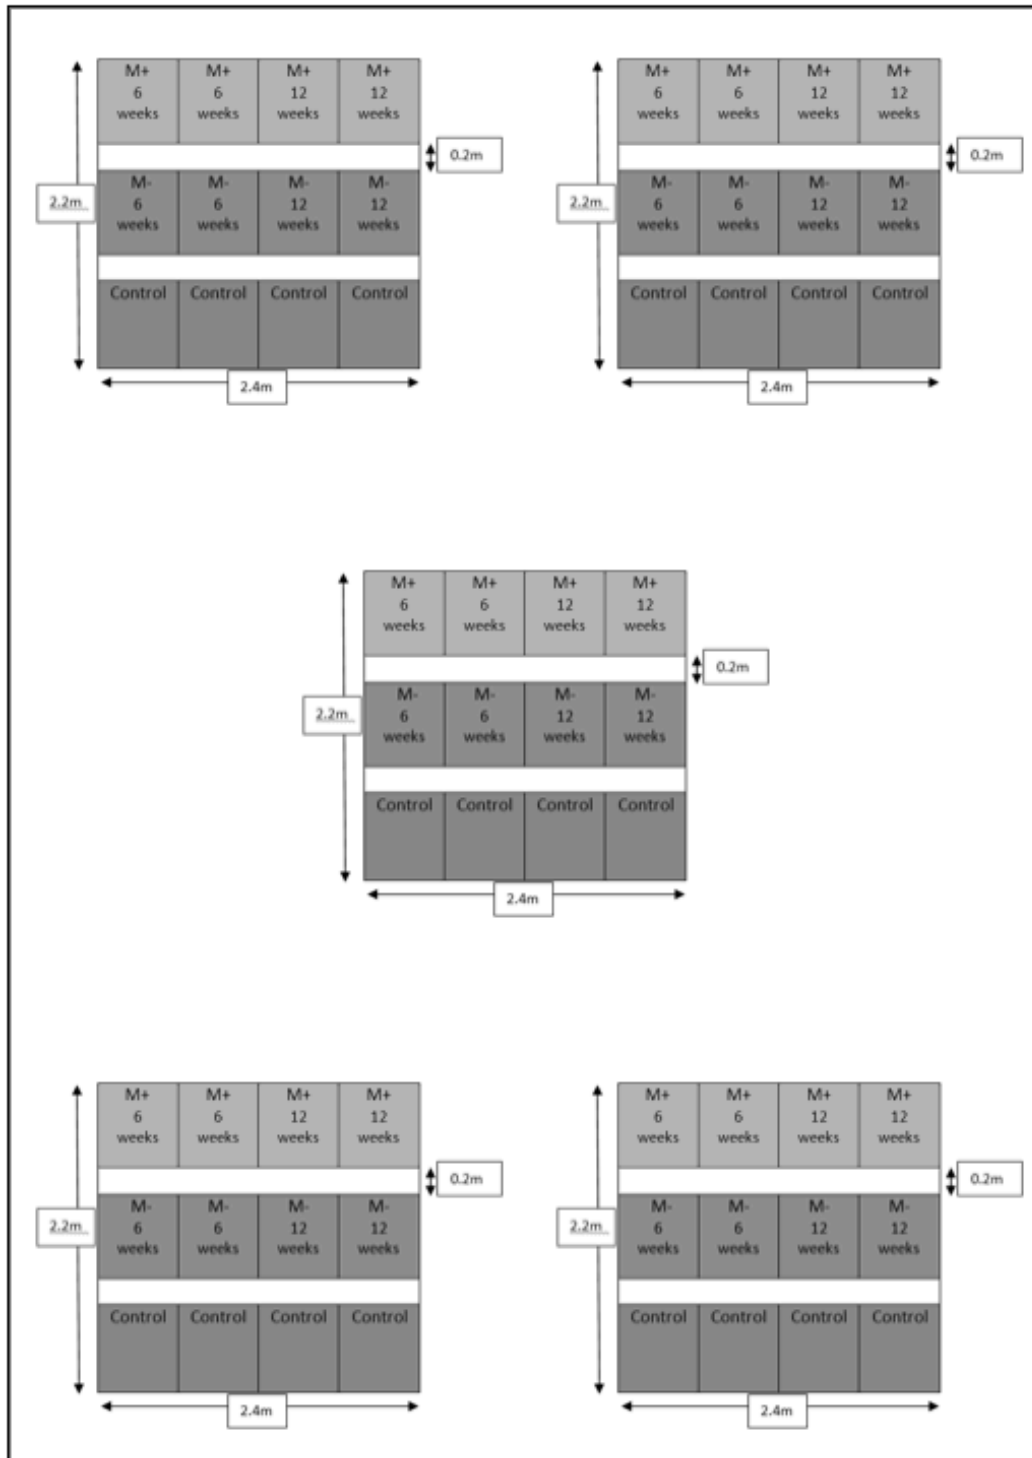 M+ M+ M+ M+
6 6 12 12
weeks weeks weeks weeks
0.2m
M- M- M- M-
2.2m
6 6 12 12
weeks weeks weeks weeks
Control Control Control Control
2.4m
M+ M+ M+ M+
6 6 12 12
weeks weeks weeks weeks
0.2m
M- M- M- M-
2.2m
6 6 12 12
weeks weeks weeks weeks
Control Control Control Control
2.4m
M+ M+ M+ M+
6 6 12 12
weeks weeks weeks weeks
0.2m
M- M- M- M-
2.2m
6 6 12 12
weeks weeks weeks weeks
Control Control Control Control
2.4m
M+ M+ M+ M+
6 6 12 12
weeks weeks weeks weeks
0.2m
M- M- M- M-
2.2m
6 6 12 12
weeks weeks weeks weeks
Control Control Control Control
2.4m
M+ M+ M+ M+
6 6 12 12
weeks weeks weeks weeks
0.2m
M- M- M- M-
2.2m
6 6 12 12
weeks weeks weeks weeks
Control Control Control Control
2.4m